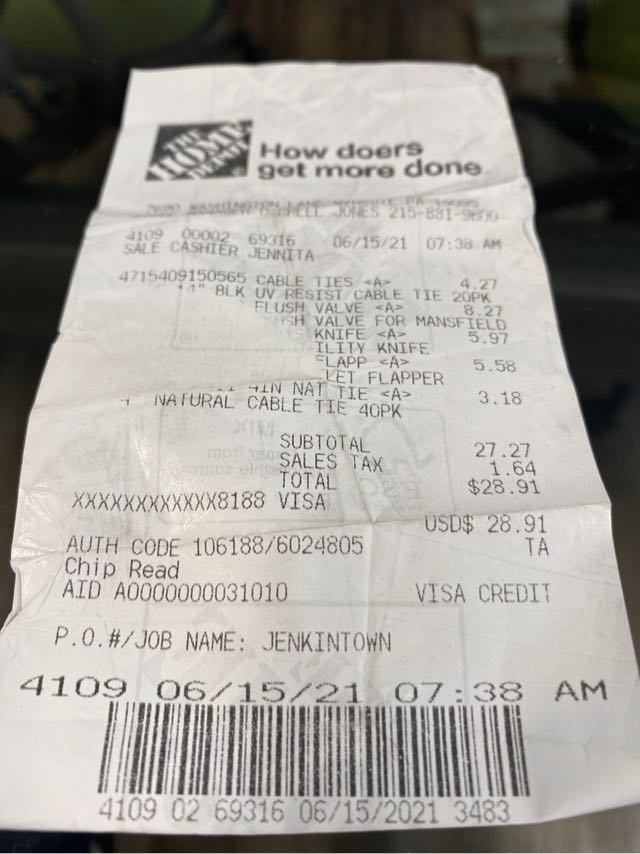 THE HOME DEPOT
How doers
get more done.
JONES 215-881-9600
4109 00002 69316 06/15/21 07:38 AM
SALE CASHIER JENNITA
4715409150565 CABLE TIES <A> 4.27
14" BLK UV RESIST CABLE TIE 20PK
FLUSH VALVE <A> 8.27
VALVE FOR MANSFIELD
KNIFE <A> 5.97
KNIFE
<A> 5.58
FLAPPER
4IN NAT TIE <A> 3.18
NATURAL CABLE TIE 40PK
SUBTOTAL 27.27
SALES TAX 1.64
TOTAL $28.91
XXXXXXXXXXXX8188 VISA
USD$ 28.91
AUTH CODE 106188/6024805 TA
Chip Read
AID A0000000031010 VISA CREDIT
P.O.#/JOB NAME: JENKINTOWN
4109 06/15/21 07:38 AM
4109 02 69316 06/15/2021 3483